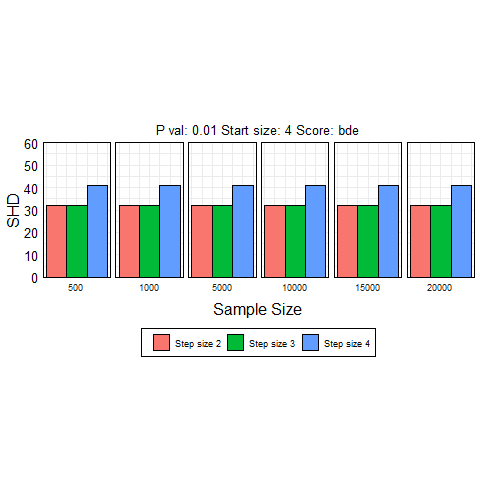 P val: 0.01 Start size: 4 Score: bde
SHD
60
50
40
30
20
10
0
500 1000 5000 10000 15000 20000
Sample Size
Step size 2 Step size 3 Step size 4